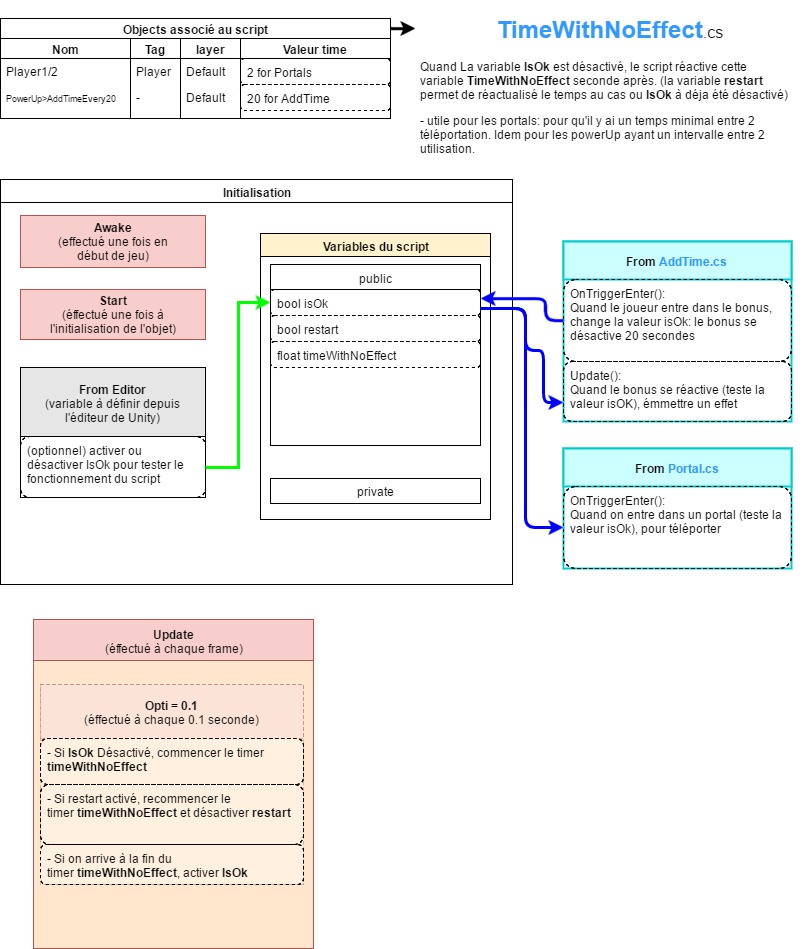 Objects associé au script
Nom Tag layer Valeur time
Player1/2 Player Default 2 for Portals
PowerUp>AddTimeEvery20 - Default 20 for AddTime
TimeWithNoEffect.cs
Quand La variable IsOk est désactivé, le script réactive cette
variable TimeWithNoEffect seconde après. (la variable restart
permet de réactualisé le temps au cas ou IsOk à déja été désactivé)
- utile pour les portals: pour qu'il y ai un temps minimal entre 2
téléportation. Idem pour les powerUp ayant un intervalle entre 2
utilisation.
Initialisation
Awake
(effectué une fois en
début de jeu)
Start
(éffectué une fois à
l'initialisation de l'objet)
From Editor
(variable à définir depuis
l'éditeur de Unity)
(optionnel) activer ou
désactiver IsOk pour tester le
fonctionnement du script
Variables du script
public
bool isOk
bool restart
float timeWithNoEffect
private
From AddTime.cs
OnTriggerEnter():
Quand le joueur entre dans le bonus,
change la valeur isOk: le bonus se
désactive 20 secondes
Update():
Quand le bonus se réactive (teste la
valeur isOK), émmettre un effet
From Portal.cs
OnTriggerEnter():
Quand on entre dans un portal (teste la
valeur isOk), pour téléporter
Update
(éffectué à chaque frame)
Opti = 0.1
(éffectué à chaque 0.1 seconde)
- Si IsOk Désactivé, commencer le timer
timeWithNoEffect
- Si restart activé, recommencer le
timer timeWithNoEffect et désactiver restart
- Si on arrive à la fin du
timer timeWithNoEffect, activer IsOk